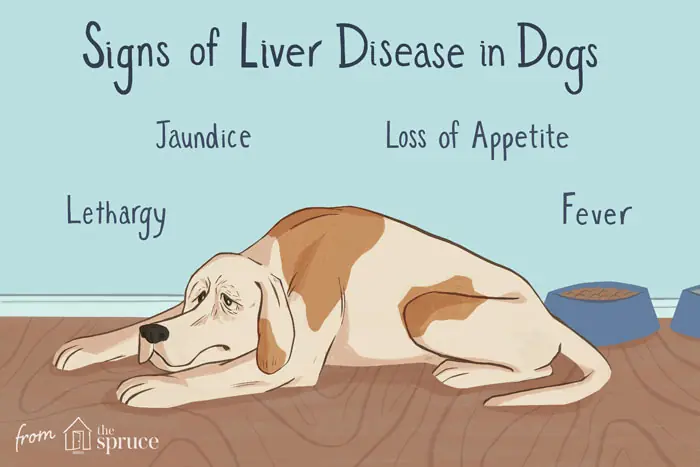 Signs of Liver Disease in Dogs
Jaundice
Loss of Appetite
Lethargy
Fever
from the spruce